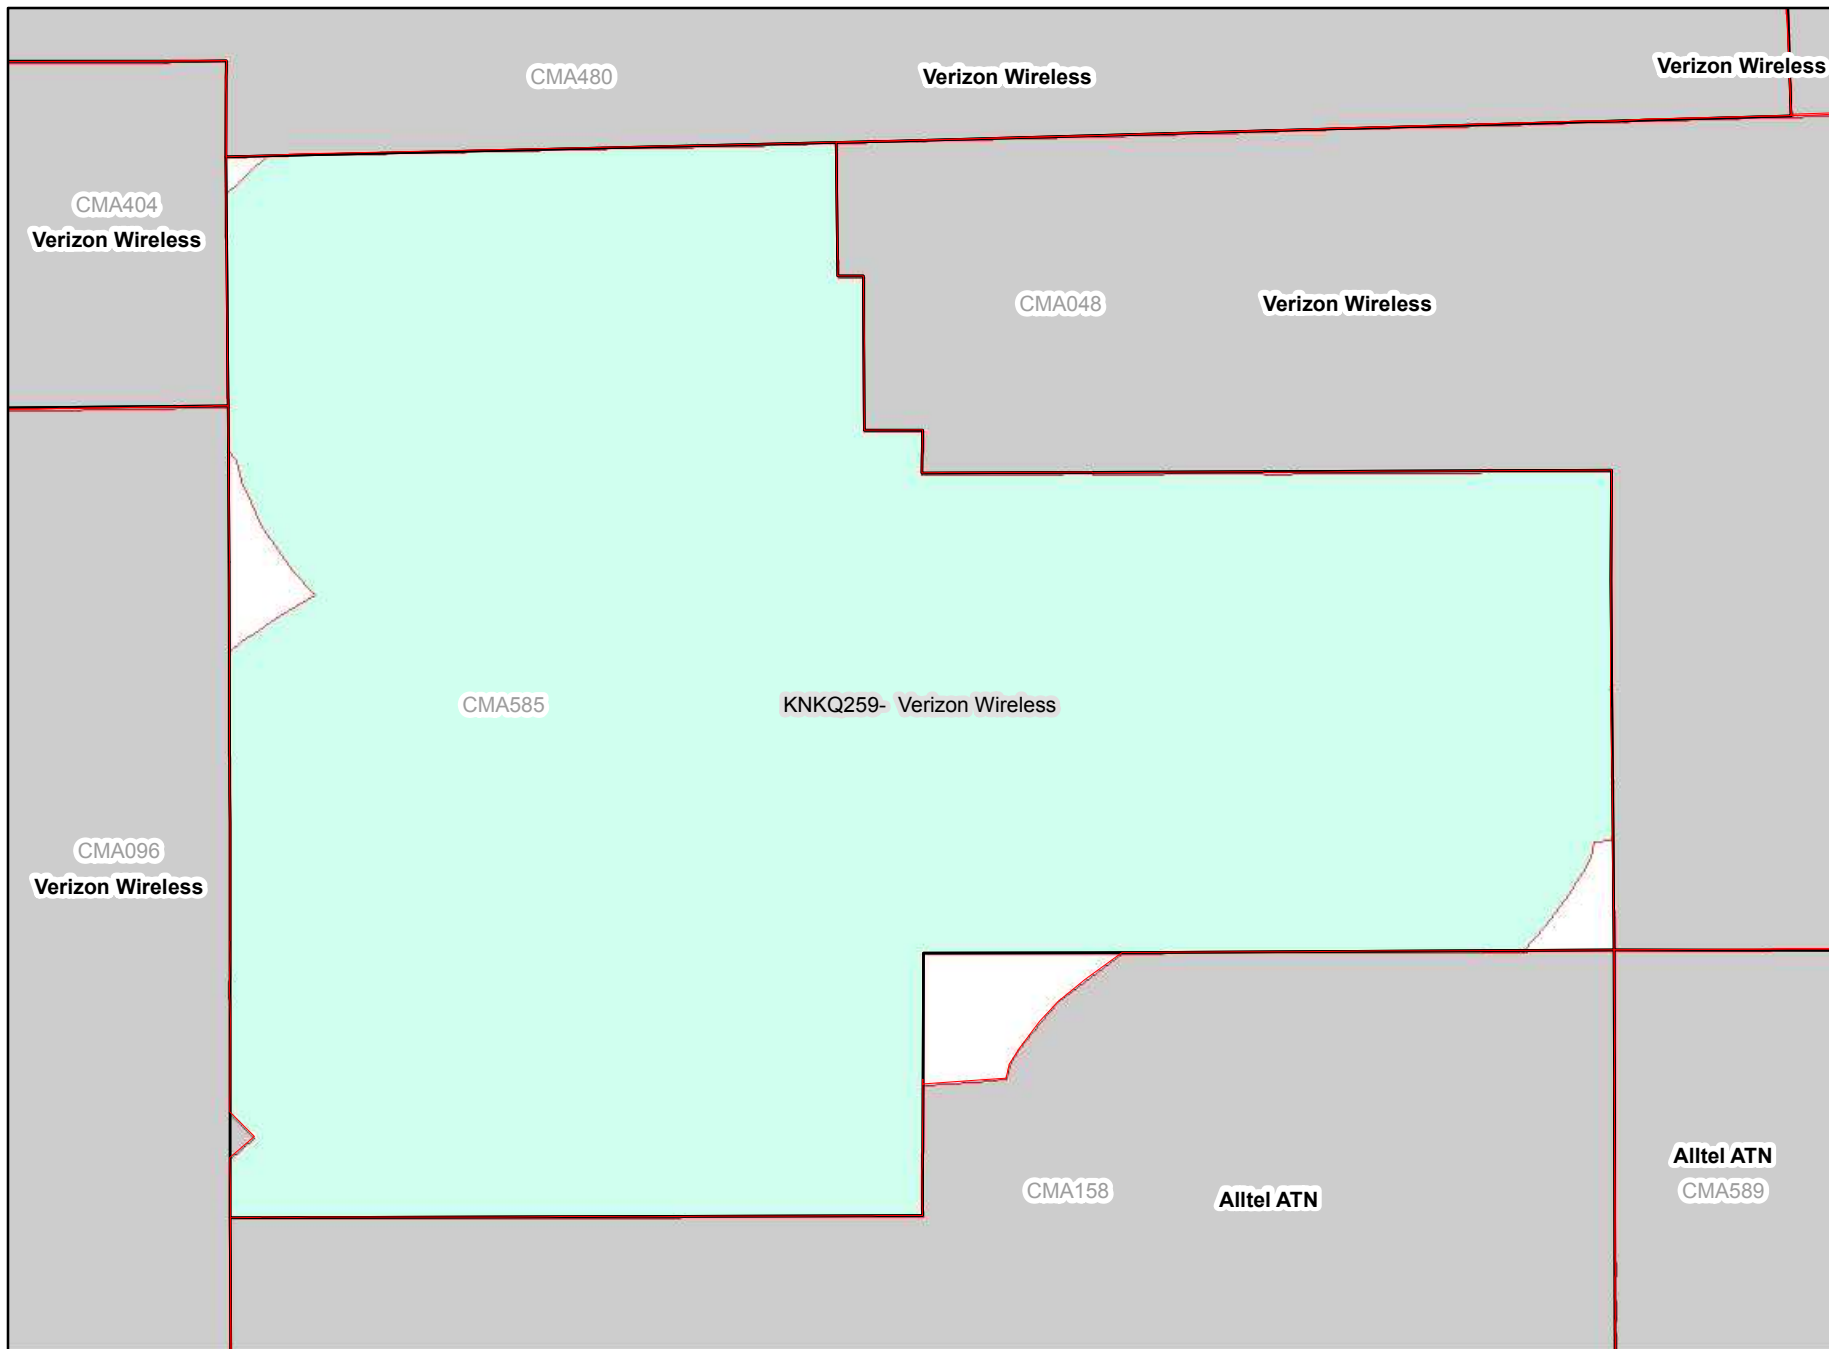 CMA480
Verizon Wireless
Verizon Wireless
CMA404
Verizon Wireless
CMA048
Verizon Wireless
CMA585
KNKQ259- Verizon Wireless
CMA096
Verizon Wireless
CMA158
Alltel ATN
Alltel ATN
CMA589